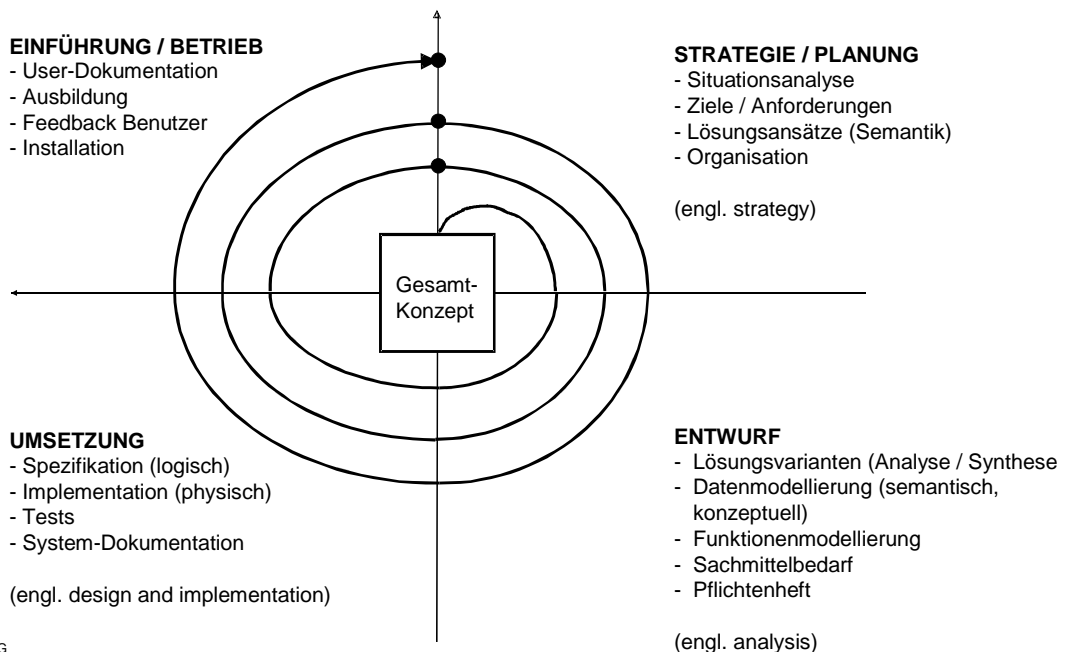 EINFÜHRUNG / BETRIEB
- User-Dokumentation
- Ausbildung
- Feedback Benutzer
- Installation
STRATEGIE / PLANUNG
- Situationsanalyse
- Ziele / Anforderungen
- Lösungsansätze (Semantik)
- Organisation
(engl. strategy)
Gesamt-
Konzept
UMSETZUNG
- Spezifikation (logisch)
- Implementation (physisch)
- Tests
- System-Dokumentation
(engl. design and implementation)
ENTWURF
- Lösungsvarianten (Analyse / Synthese
- Datenmodellierung (semantisch,
konzeptuell)
- Funktionenmodellierung
- Sachmittelbedarf
- Pflichtenheft
(engl. analysis)